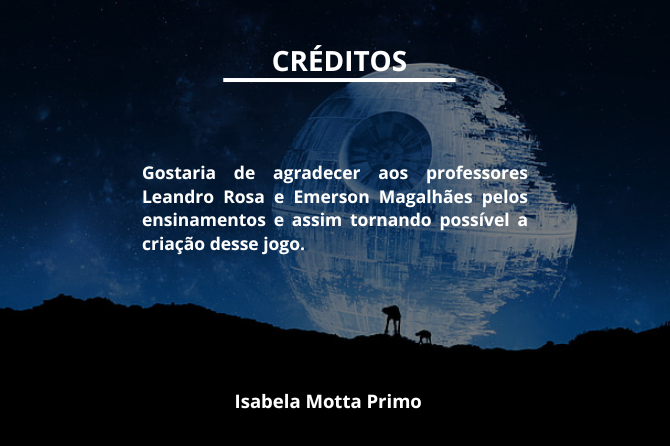 CRÉDITOS
Gostaria de agradecer aos professores
Leandro Rosa e Emerson Magalhães pelos
ensinamentos e assim tornando possível a
criação desse jogo.
Isabela Motta Primo